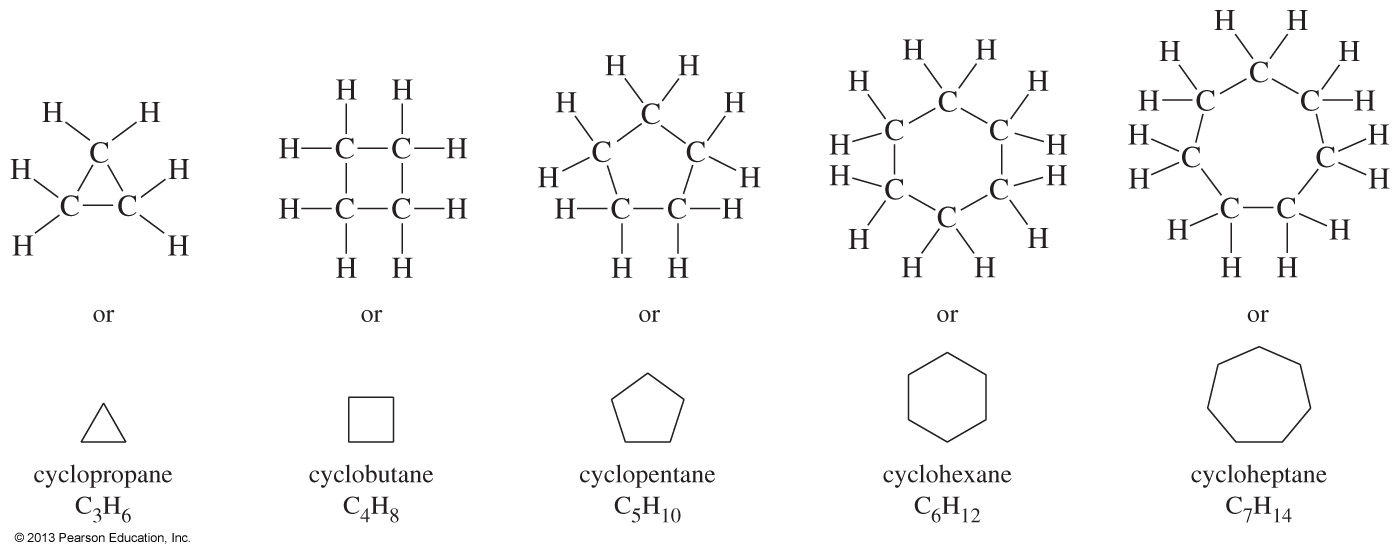 H H
C
H H
C C
H H
or
cyclopropane
C₃H₆
H H
H C C H
H C C H
H H
or
cyclobutane
C₄H₈
H H
H H
C
C C
H H
H C C H
H H
or
cyclopentane
C₅H₁₀
H H
H H
C
C C
H H
H H
C C
C
H H
H H
or
cyclohexane
C₆H₁₂
H H
H H
C
H C C H
H H
C C
H H
C C
H H
H H
or
cycloheptane
C₇H₁₄
© 2013 Pearson Education, Inc.